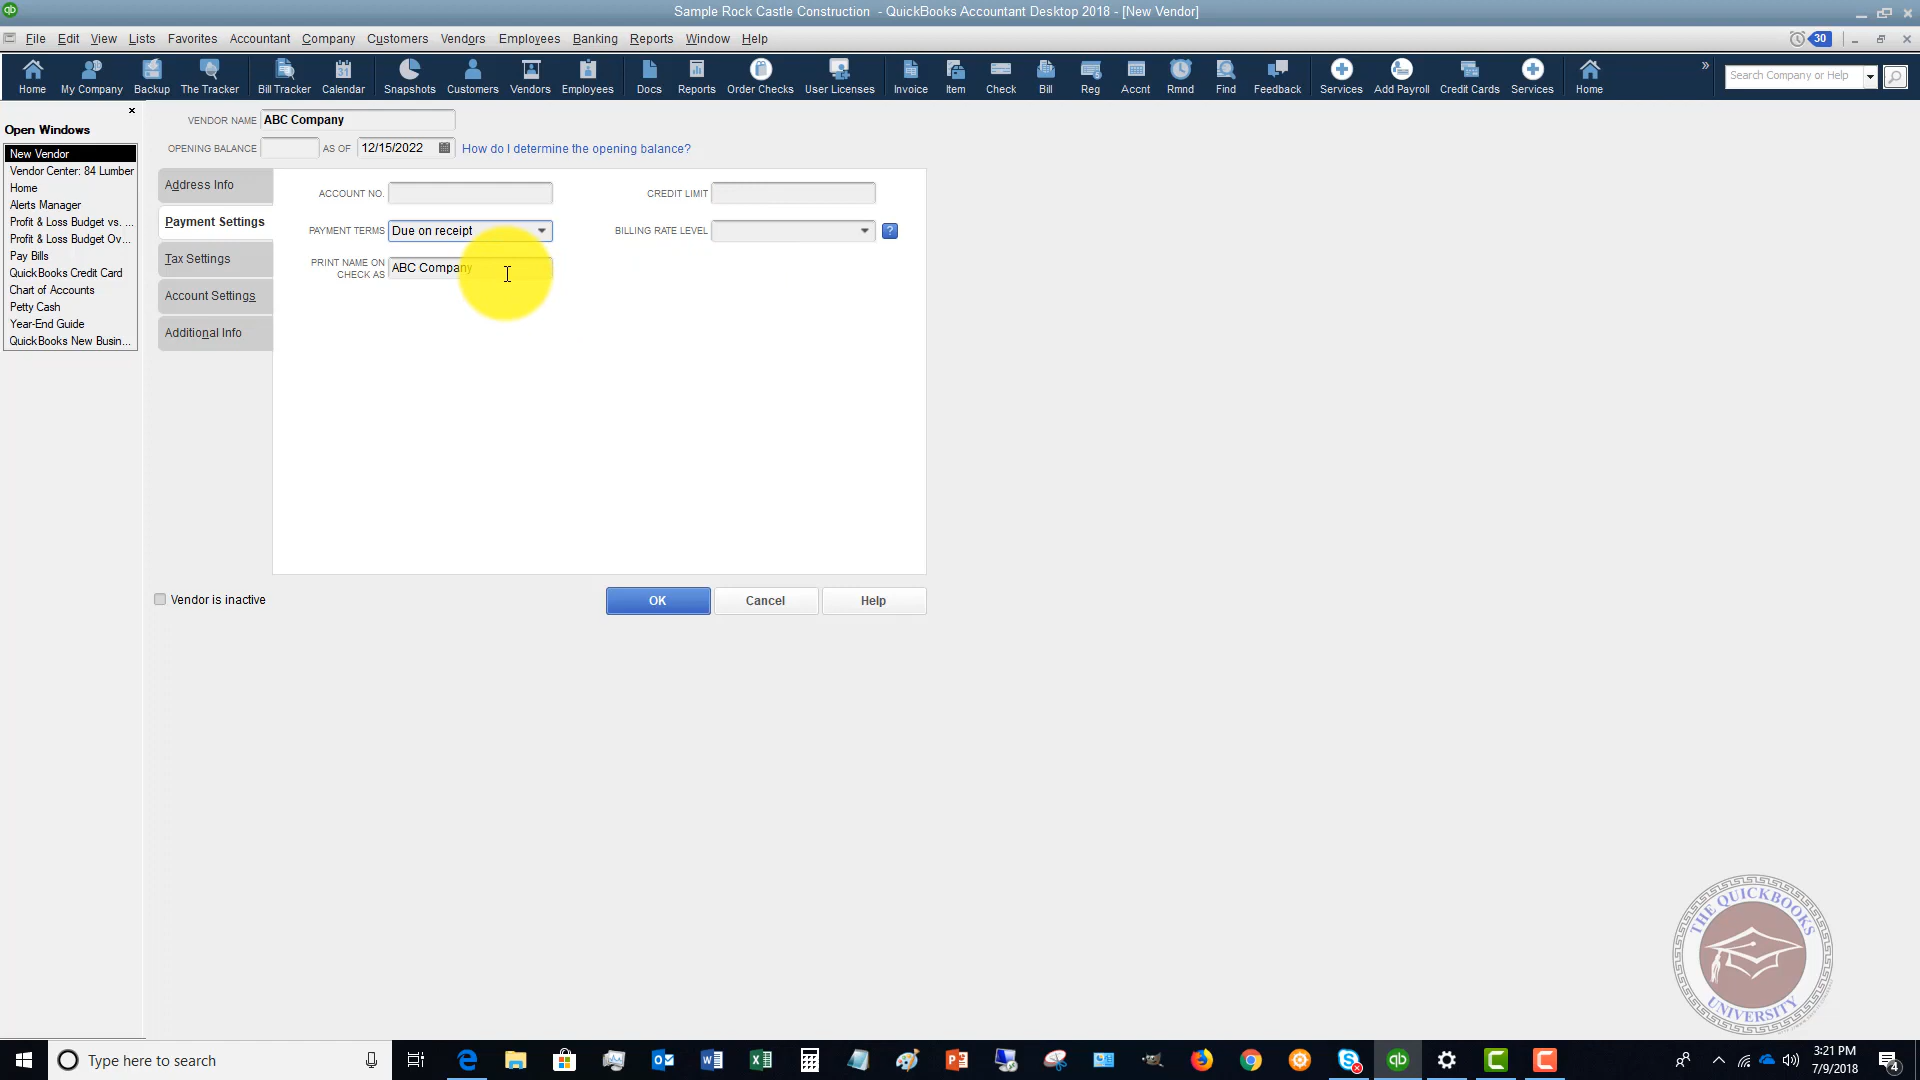 Sample Rock Castle Construction - QuickBooks Accountant Desktop 2018 - [New Vendor]
File Edit View Lists Favorites Accountant Company Customers Vendors Employees Banking Reports Window Help
30
Home My Company Backup The Tracker Bill Tracker Calendar Snapshots Customers Vendors Employees Docs Reports Order Checks User Licenses Invoice Item Check Bill Reg Accnt Rmnd Find Feedback Services Add Payroll Credit Cards Services Home
Search Company or Help
Open Windows
New Vendor
Vendor Center: 84 Lumber
Home
Alerts Manager
Profit & Loss Budget vs. ...
Profit & Loss Budget Ov...
Pay Bills
QuickBooks Credit Card
Chart of Accounts
Petty Cash
Year-End Guide
QuickBooks New Busin...
VENDOR NAME ABC Company
OPENING BALANCE AS OF 12/15/2022 How do I determine the opening balance?
Address Info
Payment Settings
Tax Settings
Account Settings
Additional Info
ACCOUNT NO. CREDIT LIMIT
PAYMENT TERMS Due on receipt BILLING RATE LEVEL ?
PRINT NAME ON
CHECK AS ABC Company
Vendor is inactive
OK Cancel Help
THE QUICKBOOKS
UNIVERSITY
Type here to search
3:21 PM
7/9/2018
4